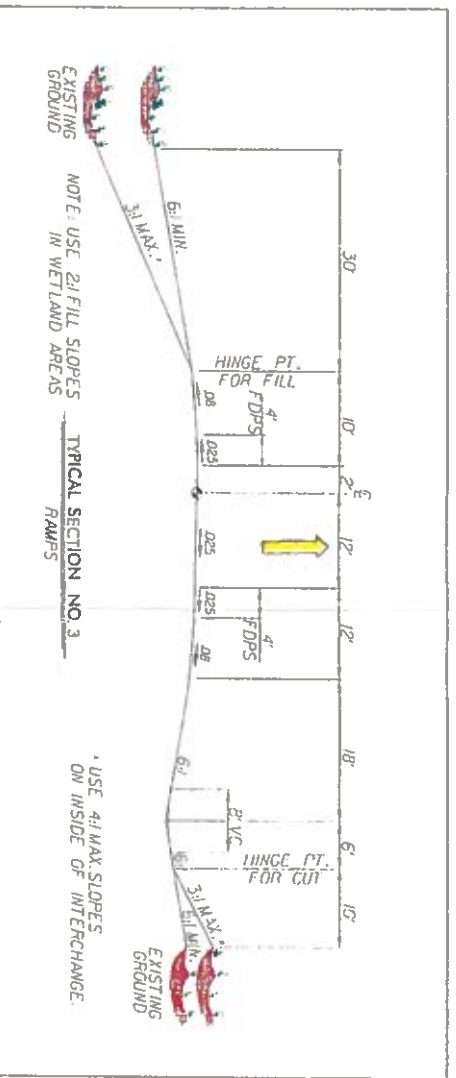 30'
10'
2'
℄
12'
12'
18'
6'
10'
HINGE PT.
FOR FILL
4'
FDPS
4'
FDPS
8' VC
HINGE PT.
FOR CUT
6:1 MIN.
3:1 MAX.*
.08
.025
.025
.025
.08
6:1
6:1
3:1 MAX.*
6:1 MIN.
EXISTING
GROUND
EXISTING
GROUND
NOTE: USE 2:1 FILL SLOPES
IN WETLAND AREAS
TYPICAL SECTION NO. 3
RAMPS
* USE 4:1 MAX. SLOPES
ON INSIDE OF INTERCHANGE.